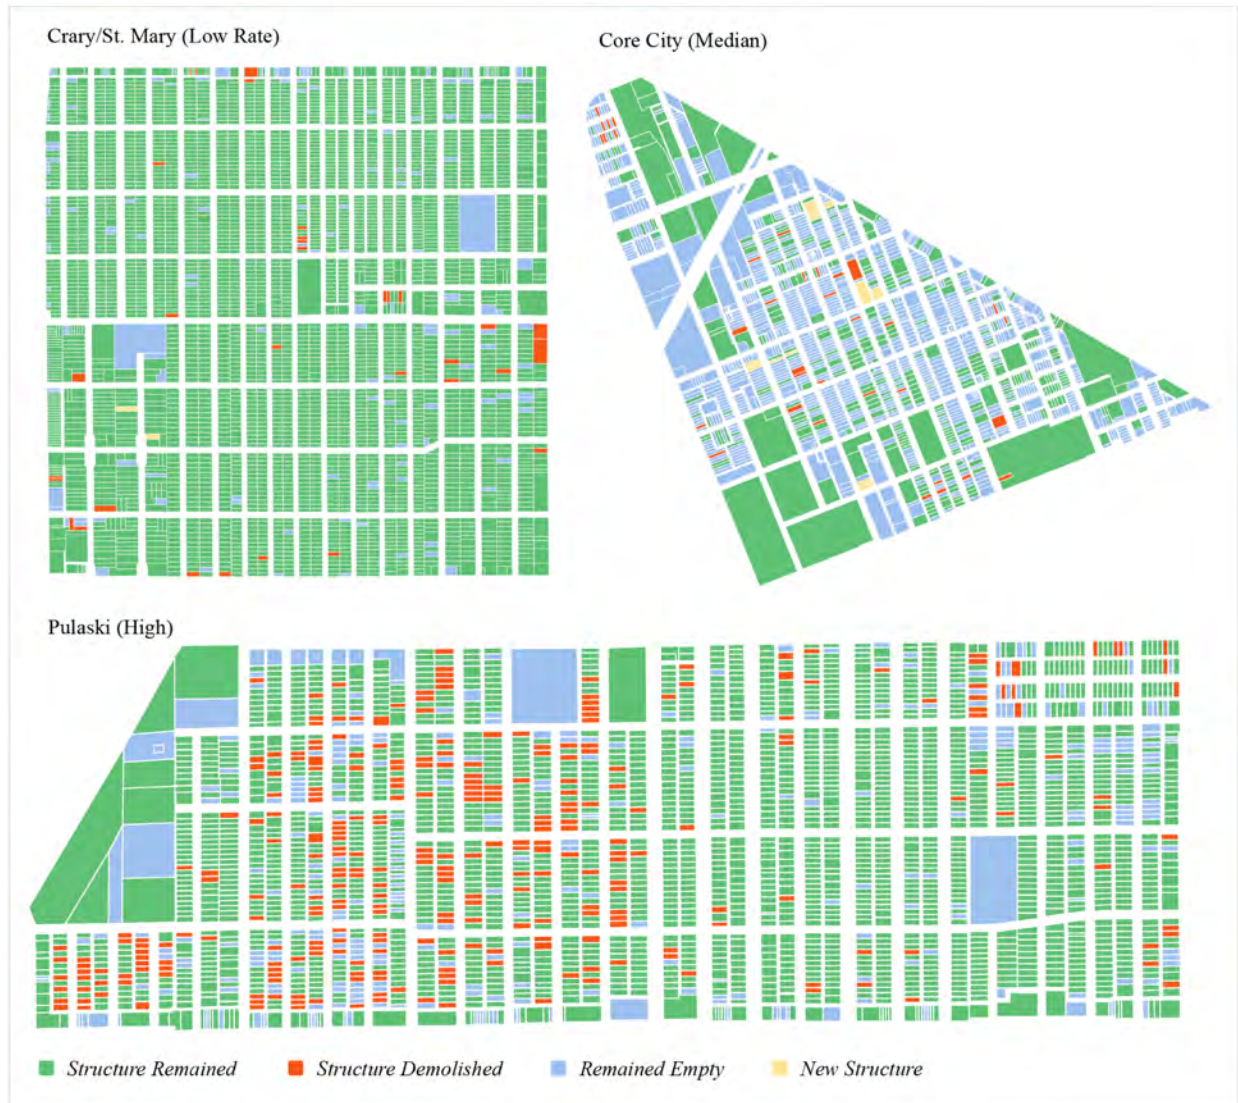 Crary/St. Mary (Low Rate)
Core City (Median)
Pulaski (High)
Structure Remained
Structure Demolished
Remained Empty
New Structure